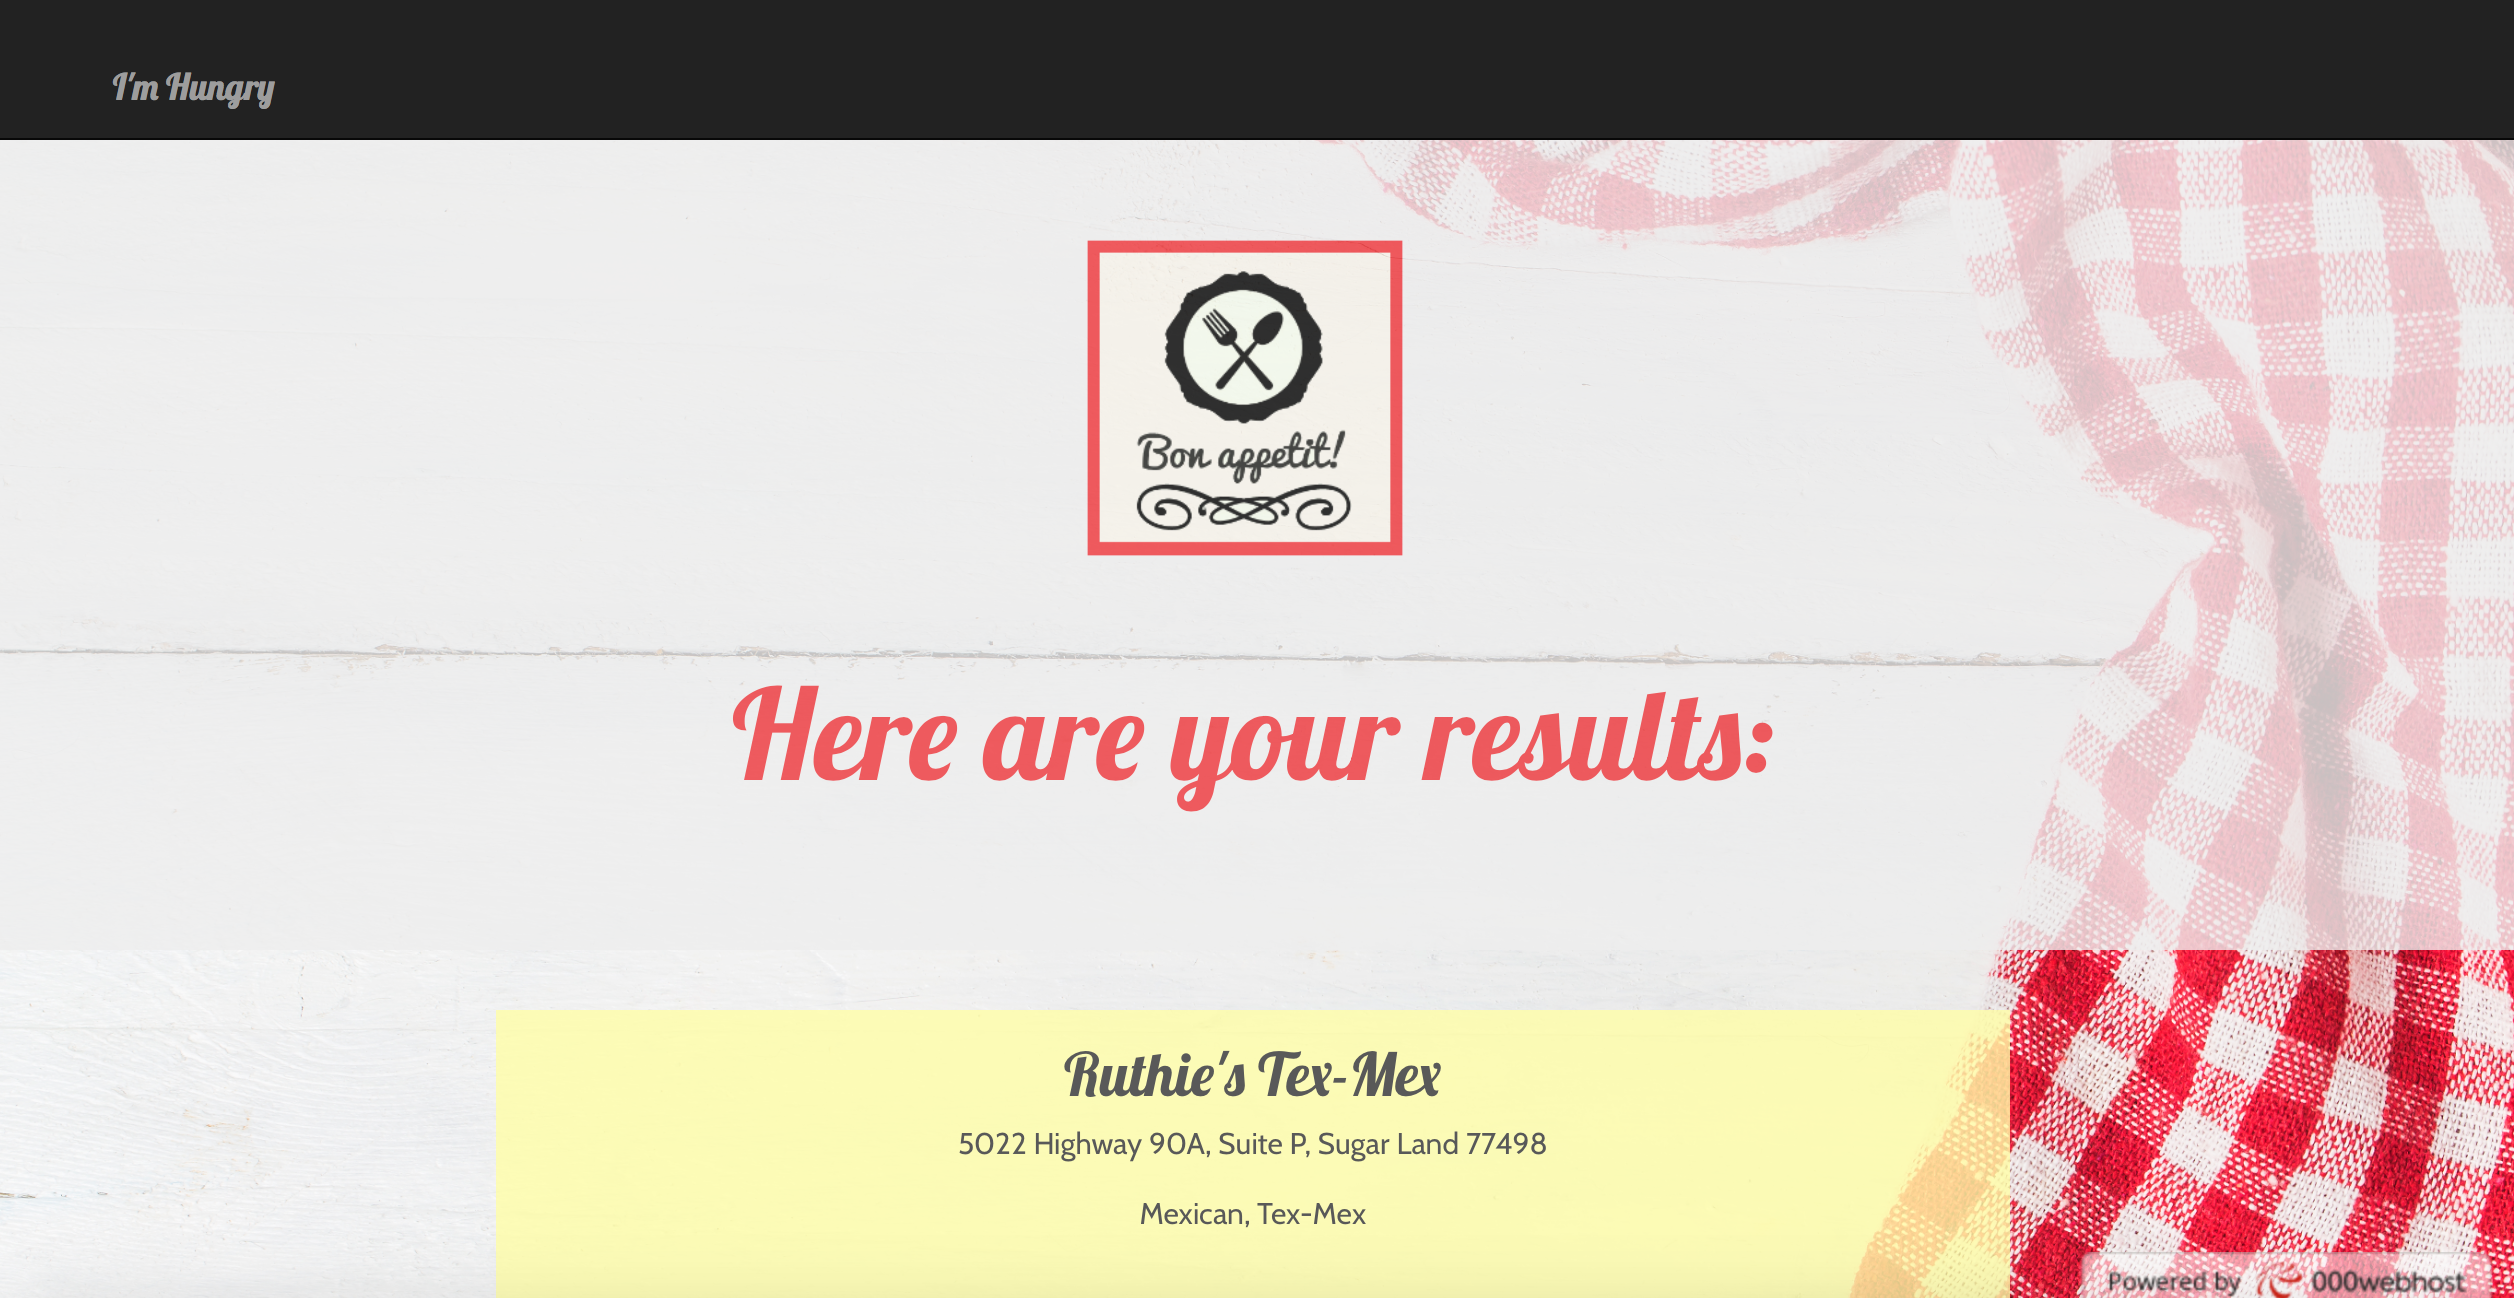 I'm Hungry
Bon appetit!
Here are your results:
Ruthie's Tex-Mex
5022 Highway 90A, Suite P, Sugar Land 77498
Mexican, Tex-Mex
Powered by 000webhost